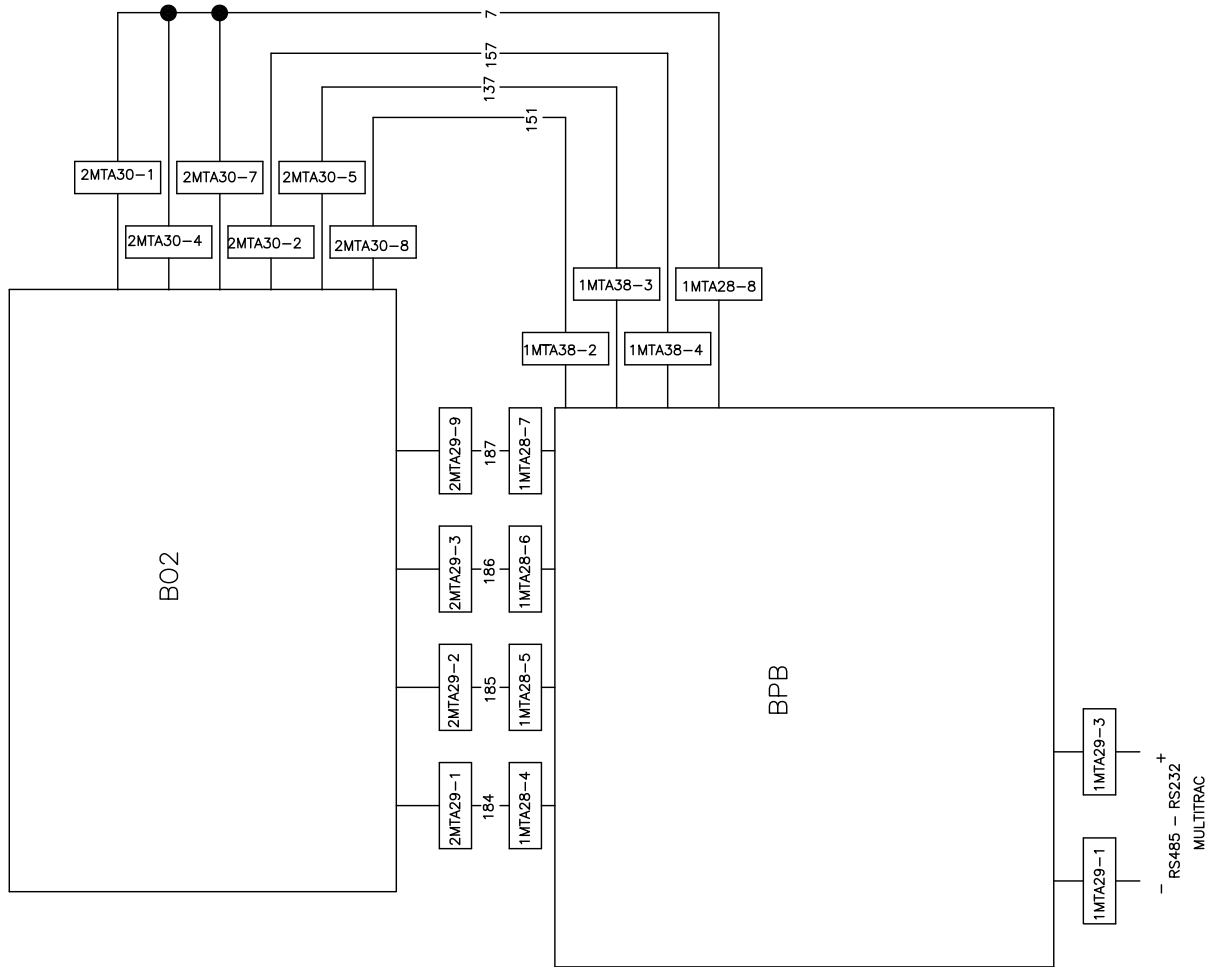 7
157
137
151
2MTA30-1
2MTA30-7
2MTA30-5
2MTA30-4
2MTA30-2
2MTA30-8
1MTA38-3
1MTA28-8
1MTA38-2
1MTA38-4
2MTA29-9
187
1MTA28-7
2MTA29-3
186
1MTA28-6
2MTA29-2
185
1MTA28-5
2MTA29-1
184
1MTA28-4
BO2
BPB
1MTA29-3
1MTA29-1
- RS485 - RS232 +
MULTITRAC